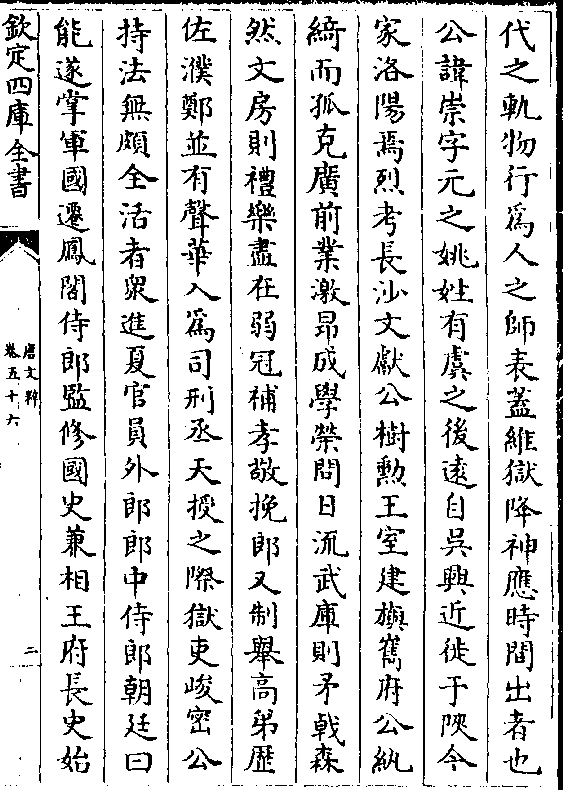 代之軌物行為人之師表蓋維嶽降神應時間出者也
公諱崇字元之姚姓有虞之後遠自吳興近徙于陝今
家洛陽焉烈考長沙文獻公樹勲王室建旟舊府公紈
綺而孤克廣前業激昂成學榮問日流武庫則矛戟森
然文房則禮樂盡在弱冠補孝敬挽郎又制舉高第歷
佐濮鄭並有聲華入為司刑丞天授之際獄吏峻密公
持法無頗全活者衆進夏官員外郎郎中侍郎朝廷曰
能遂掌軍國遷鳳閣侍郎監修國史兼相王府長史始
欽定四庫全書
唐文粹
卷五十六
二